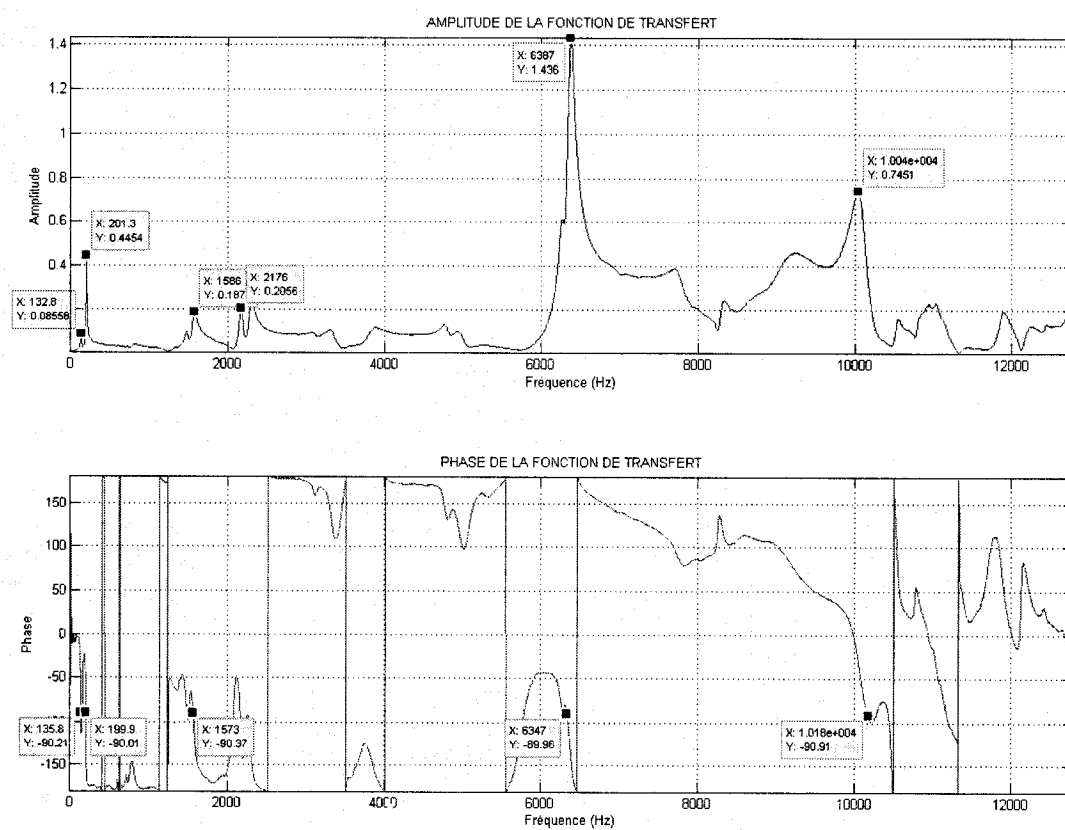 AMPLITUDE DE LA FONCTION DE TRANSFERT
1.4
1.2
1
0.8
0.6
0.4
Amplitude
X: 6387
Y: 1.436
X: 1.004e+004
Y: 0.7451
X: 201.3
Y: 0.4454
X: 1586
Y: 0.187
X: 2176
Y: 0.2056
X: 132.8
Y: 0.08558
0 2000 4000 6000 8000 10000 12000
Fréquence (Hz)
PHASE DE LA FONCTION DE TRANSFERT
150
100
50
0
-50
-150
Phase
X: 135.8
Y: -90.21
X: 199.9
Y: -90.01
X: 1573
Y: -90.37
X: 6347
Y: -89.96
X: 1.018e+004
Y: -90.91
0 2000 4000 6000 8000 10000 12000
Fréquence (Hz)